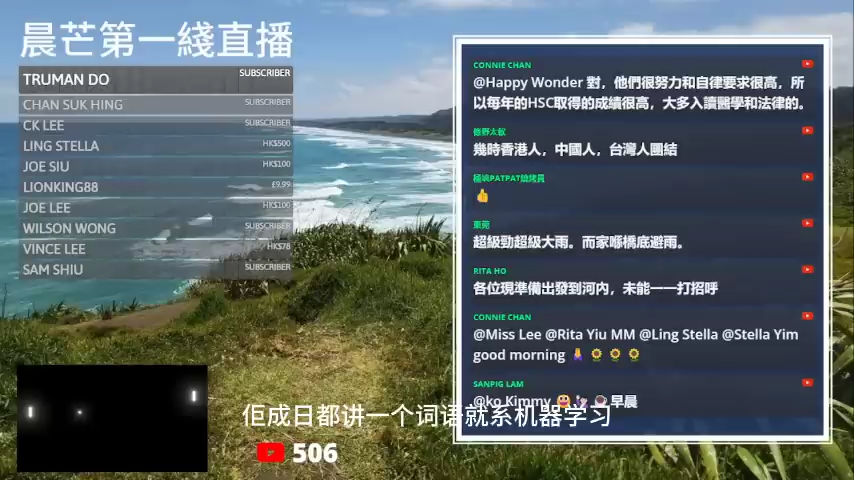 晨芒第一綫直播
TRUMAN DO SUBSCRIBER
CHAN SUK HING SUBSCRIBER
CK LEE SUBSCRIBER
LING STELLA HK$500
JOE SIU HK$100
LIONKING88 £9.99
JOE LEE HK$100
WILSON WONG SUBSCRIBER
VINCE LEE HK$78
SAM SHIU SUBSCRIBER
CONNIE CHAN
@Happy Wonder 對，他們很努力和自律要求很高，所
以每年的HSC取得的成績很高，大多入讀醫學和法律的。
幾時香港人，中國人，台灣人團結
👍
超級勁超級大雨。而家喺橋底避雨。
RITA HO
各位現準備出發到河內，未能一一打招呼
CONNIE CHAN
@Miss Lee @Rita Yiu MM @Ling Stella @Stella Yim
good morning 🌻 🌻 🌻
SANPIG LAM
@ko Kimmy 早晨
佢成日都讲一个词语就系机器学习
506